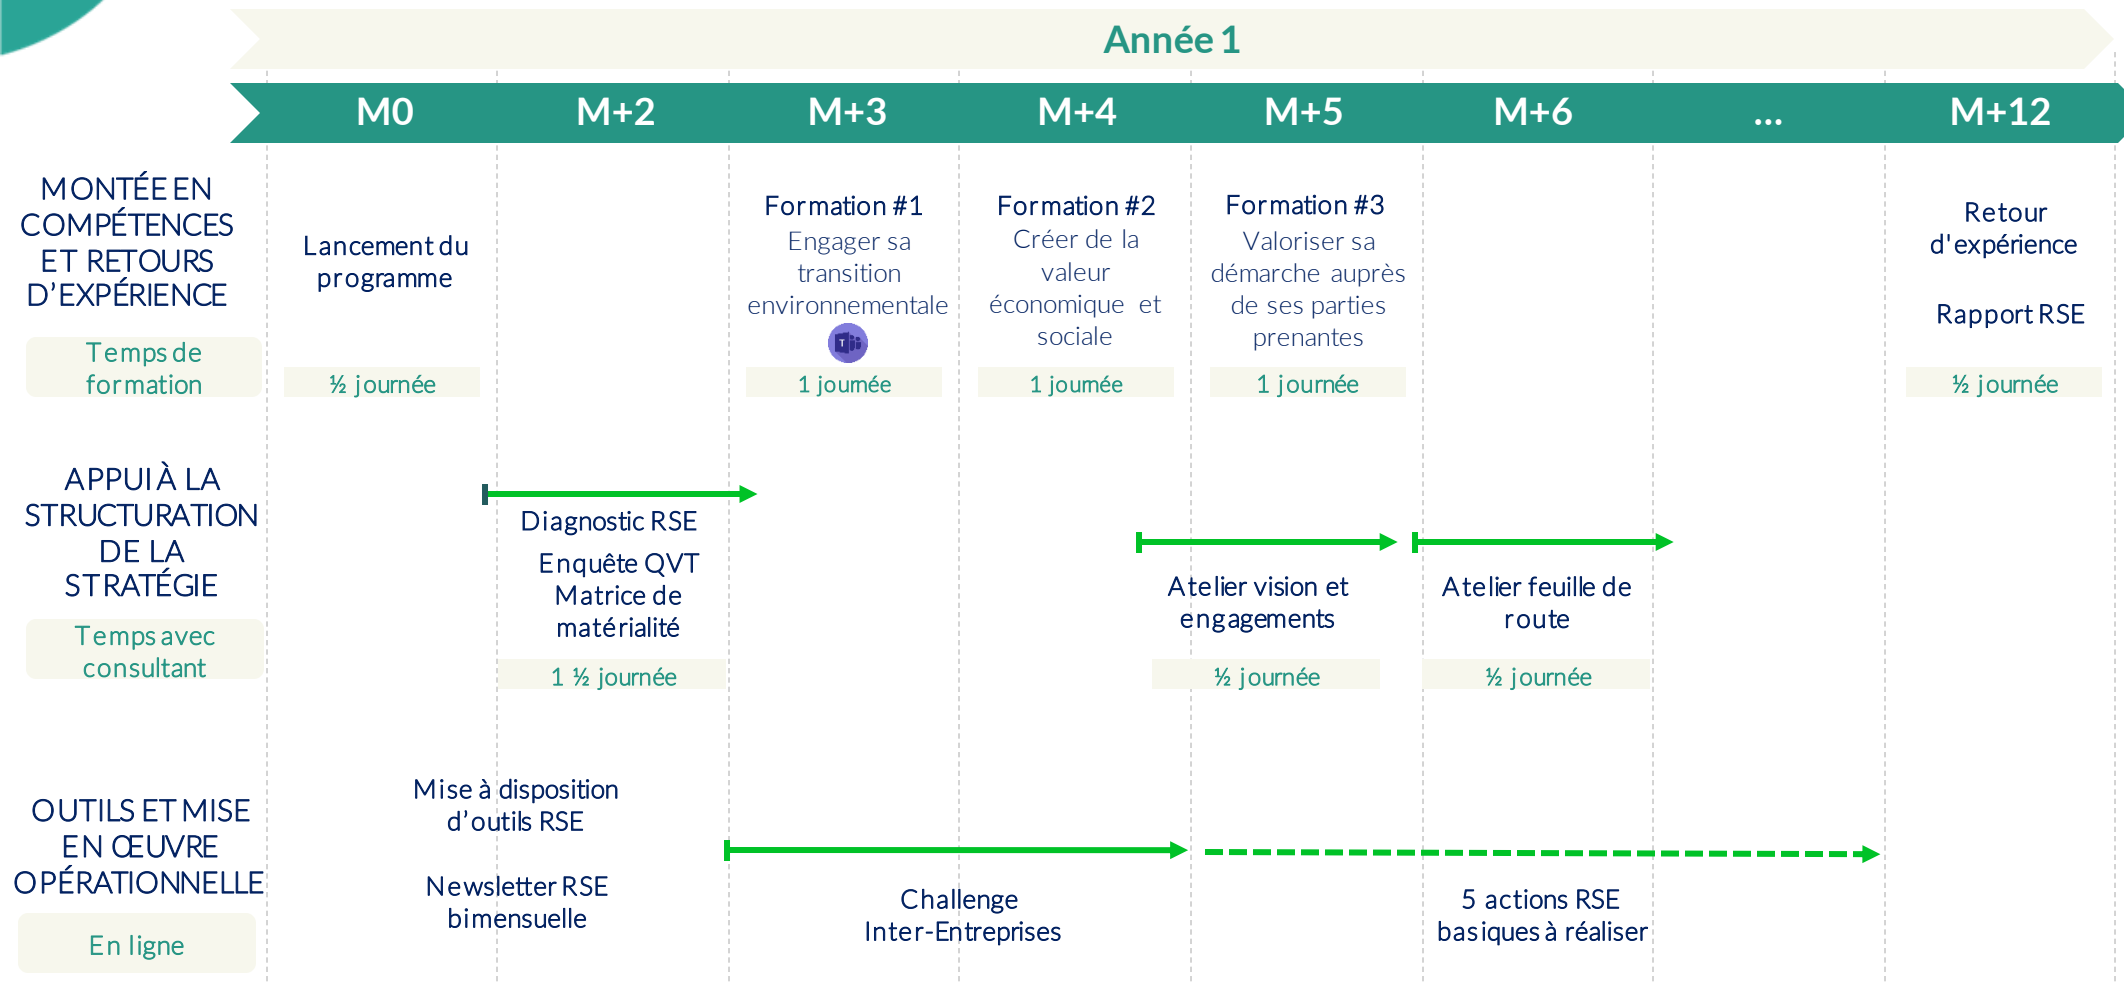 Année 1
M0
M+2
M+3
M+4
M+5
M+6
...
M+12
MONTÉE EN
COMPÉTENCES
ET RETOURS
D’EXPÉRIENCE
Temps de
formation
Lancement du
programme
½ journée
Formation #1
Engager sa
transition
environnementale
T
1 journée
Formation #2
Créer de la
valeur
économique et
sociale
1 journée
Formation #3
Valoriser sa
démarche auprès
de ses parties
prenantes
1 journée
Retour
d'expérience
Rapport RSE
½ journée
APPUI À LA
STRUCTURATION
DE LA
STRATÉGIE
Temps avec
consultant
Diagnostic RSE
Enquête QVT
Matrice de
matérialité
1 ½ journée
Atelier vision et
engagements
½ journée
Atelier feuille de
route
½ journée
OUTILS ET MISE
EN ŒUVRE
OPÉRATIONNELLE
En ligne
Mise à disposition
d’outils RSE
Newsletter RSE
bimensuelle
Challenge
Inter-Entreprises
5 actions RSE
basiques à réaliser